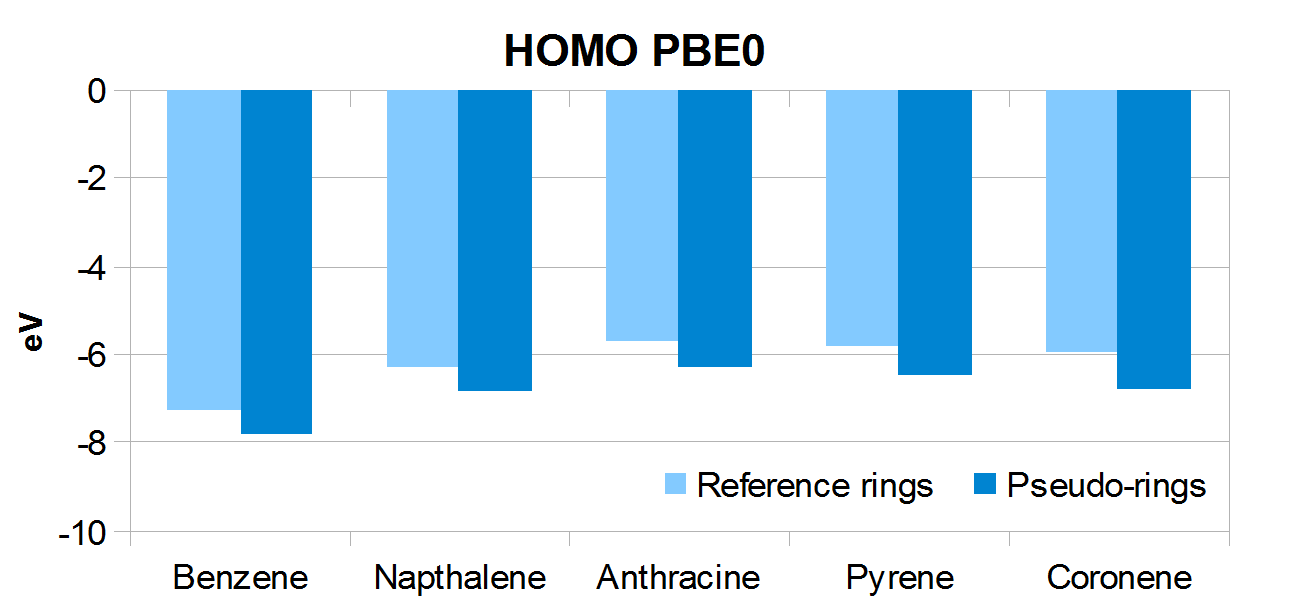 HOMO PBE0
0
-2
-4
-6
-8
-10
eV
Reference rings Pseudo-rings
Benzene Napthalene Anthracine Pyrene Coronene